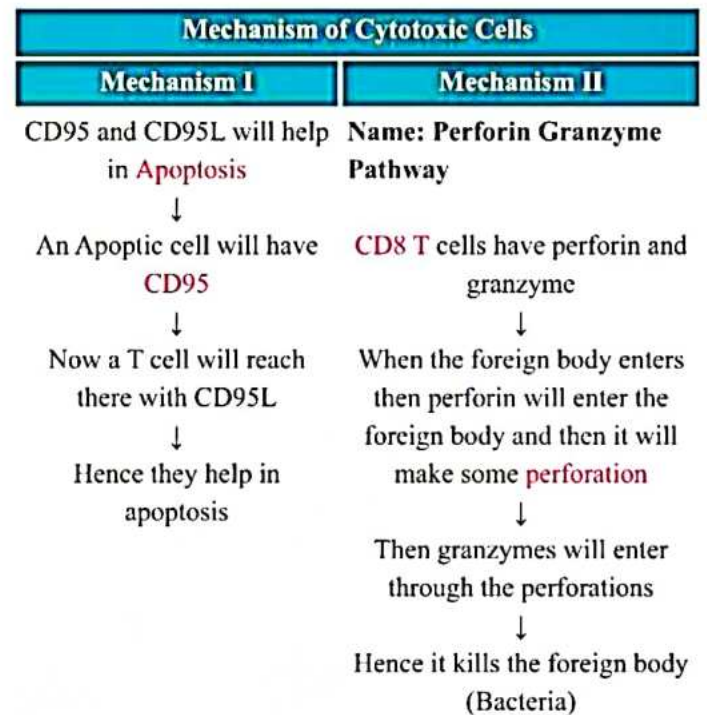 Mechanism of Cytotoxic Cells
Mechanism I
CD95 and CD95L will help
in Apoptosis
↓
An Apoptic cell will have
CD95
↓
Now a T cell will reach
there with CD95L
↓
Hence they help in
apoptosis
Mechanism II
Name: Perforin Granzyme
Pathway
CD8 T cells have perforin and
granzyme
↓
When the foreign body enters
then perforin will enter the
foreign body and then it will
make some perforation
↓
Then granzymes will enter
through the perforations
↓
Hence it kills the foreign body
(Bacteria)